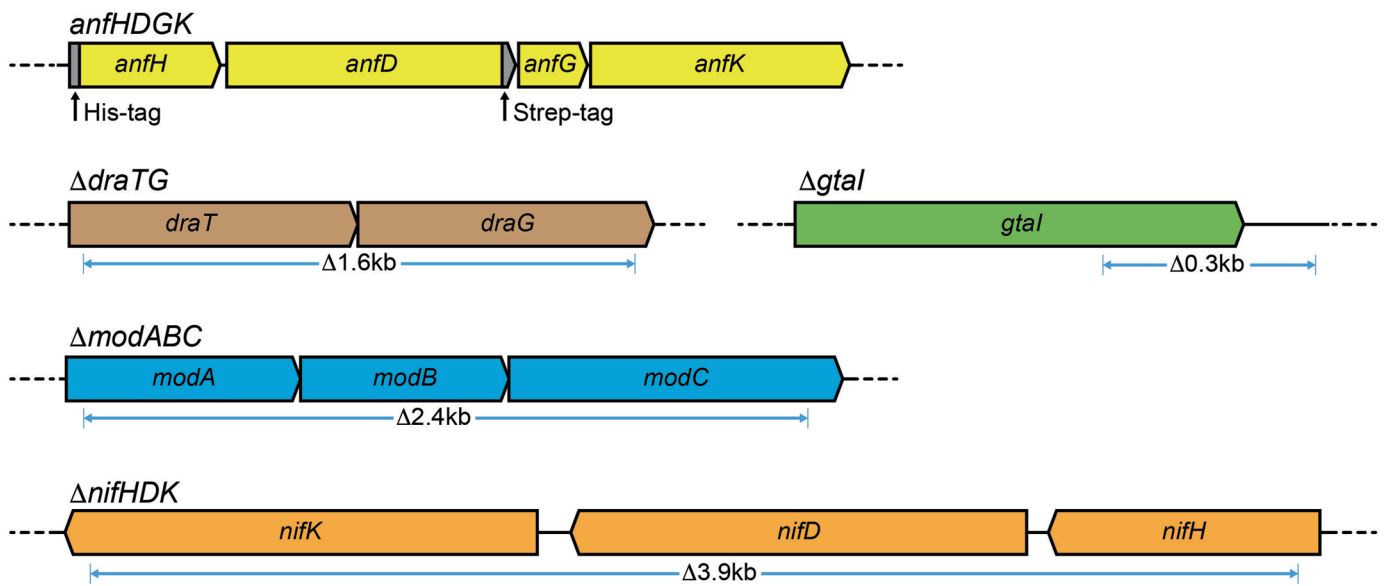 anfHDGK
anfH anfD anfG anfK
His-tag Strep-tag
ΔdraTG ΔgtaI
draT draG gtaI
Δ1.6kb Δ0.3kb
ΔmodABC
modA modB modC
Δ2.4kb
ΔnifHDK
nifK nifD nifH
Δ3.9kb